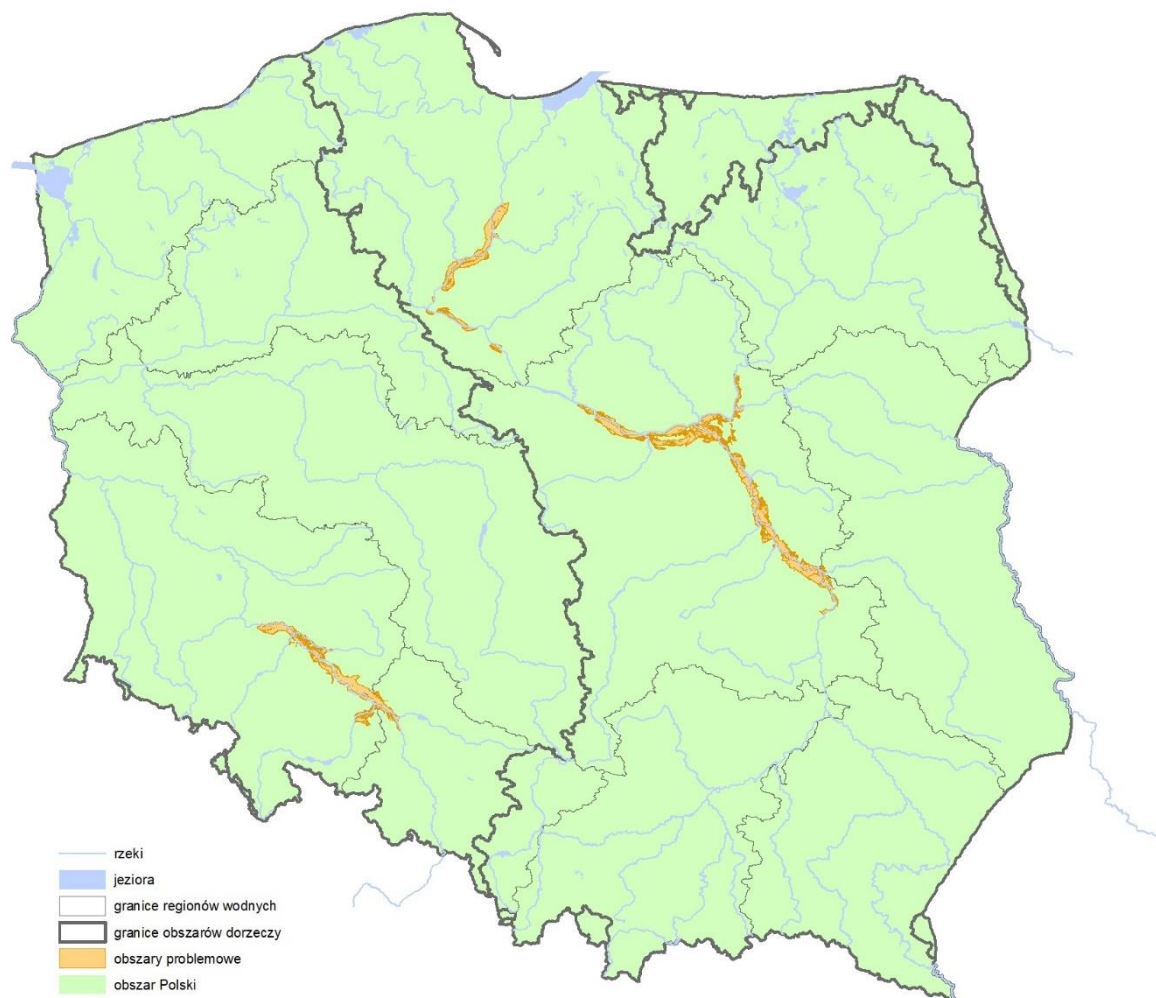 rzeki
jeziora
granice regionów wodnych
granice obszarów dorzeczy
obszary problemowe
obszar Polski